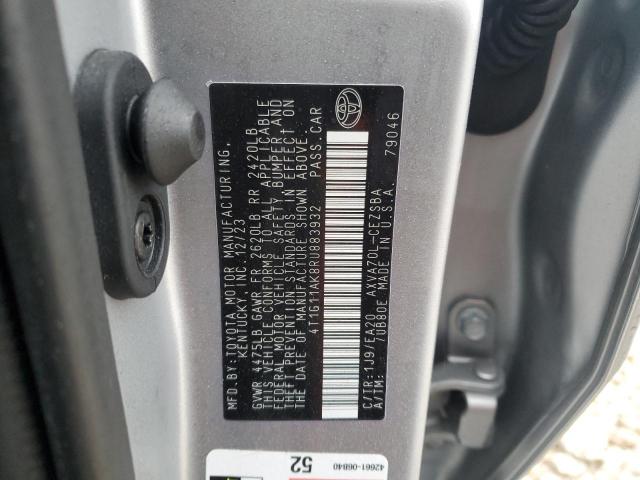 MFD.BY:TOYOTA MOTOR MANUFACTURING,
KENTUCKY, INC.12/23
GVWR 4475LB GAWR FR 2620LB RR 2420LB
THIS VEHICLE CONFORMS TO ALL APPLICABLE
FEDERAL MOTOR VEHICLE SAFETY, BUMPER AND
THEFT PREVENTION STANDARDS IN EFFECT ON
THE DATE OF MANUFACTURE SHOWN ABOVE.
4T1G11AK8RU883932 PASS.CAR
C/TR:1J9/EA20 AXVA70L-CEZSBA
A/TM: 7UB80E MADE IN U.S.A. 79046
52
42661-06B40